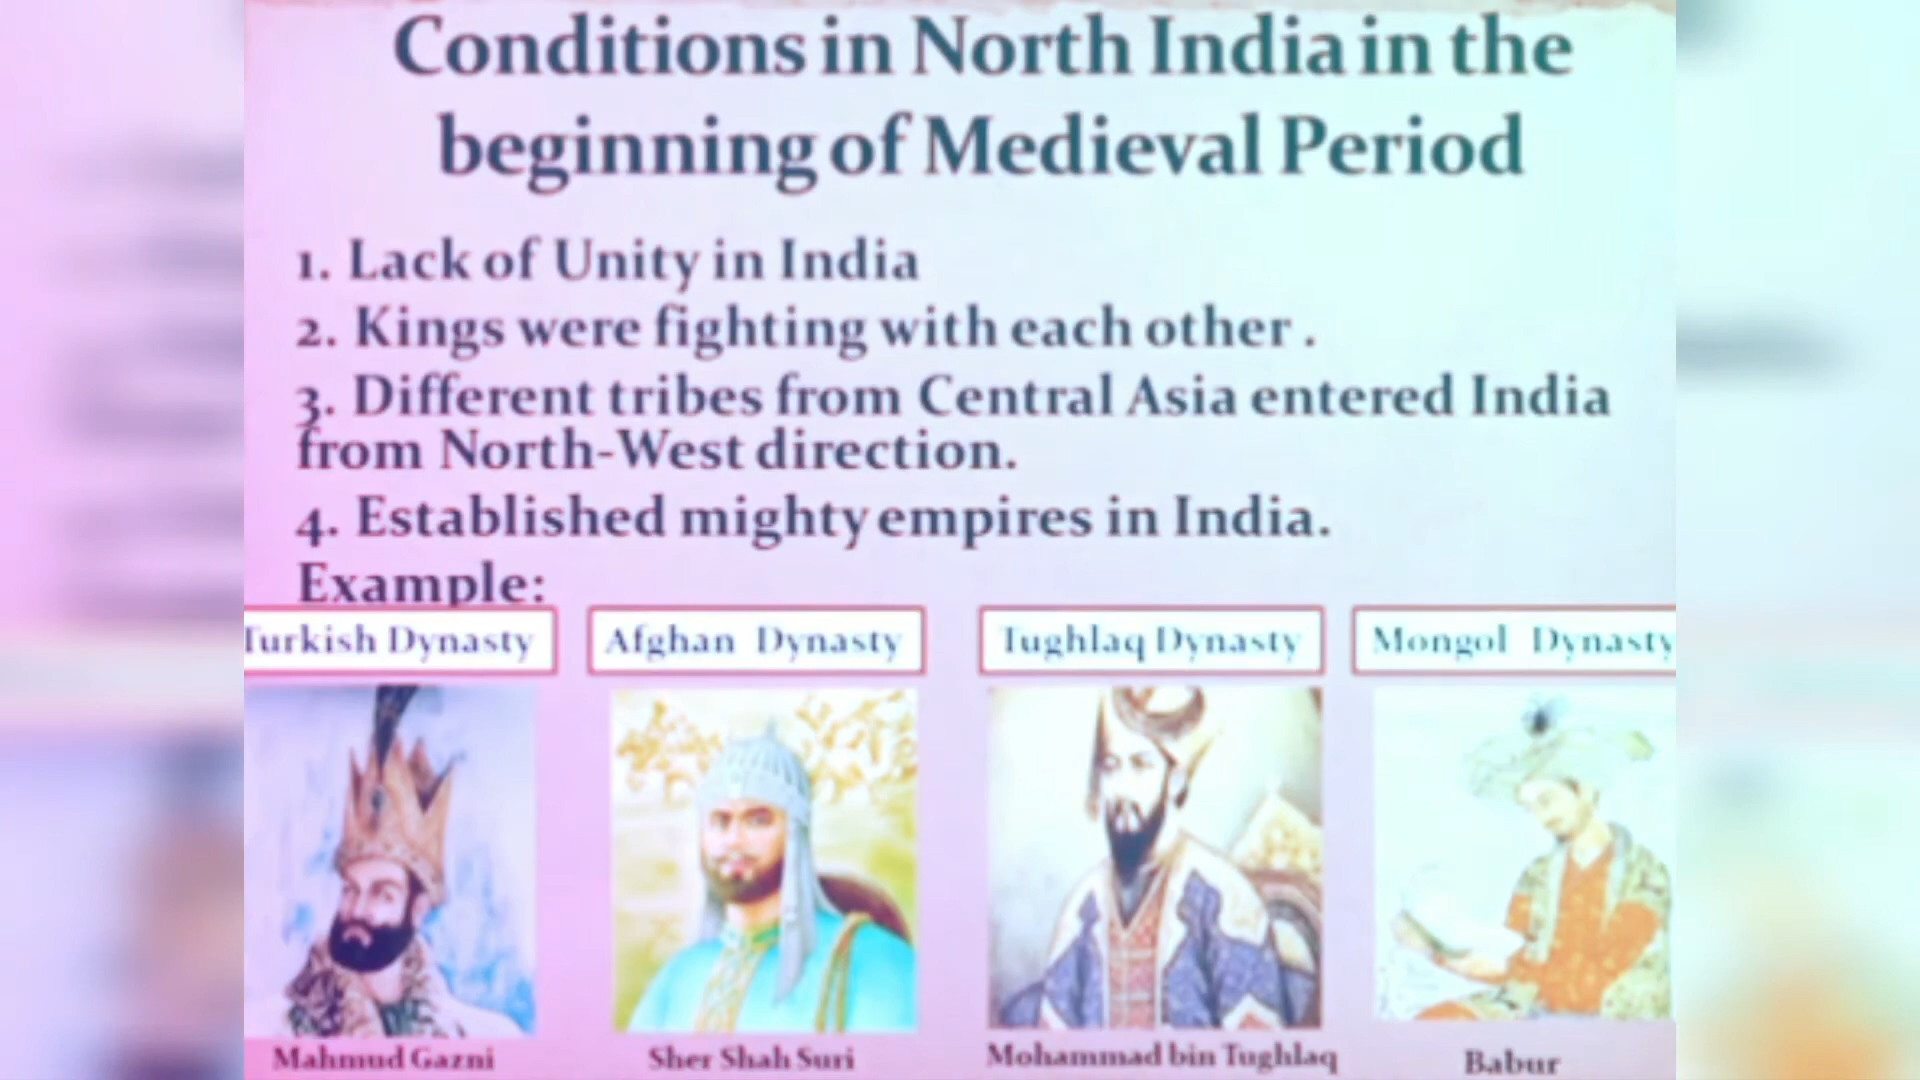 Conditions in North India in the
beginning of Medieval Period
1. Lack of Unity in India
2. Kings were fighting with each other .
3. Different tribes from Central Asia entered India
from North-West direction.
4. Established mighty empires in India.
Example:
Turkish Dynasty
Afghan Dynasty
Tughlaq Dynasty
Mongol Dynasty
Mahmud Gazni
Sher Shah Suri
Mohammad bin Tughlaq
Babur